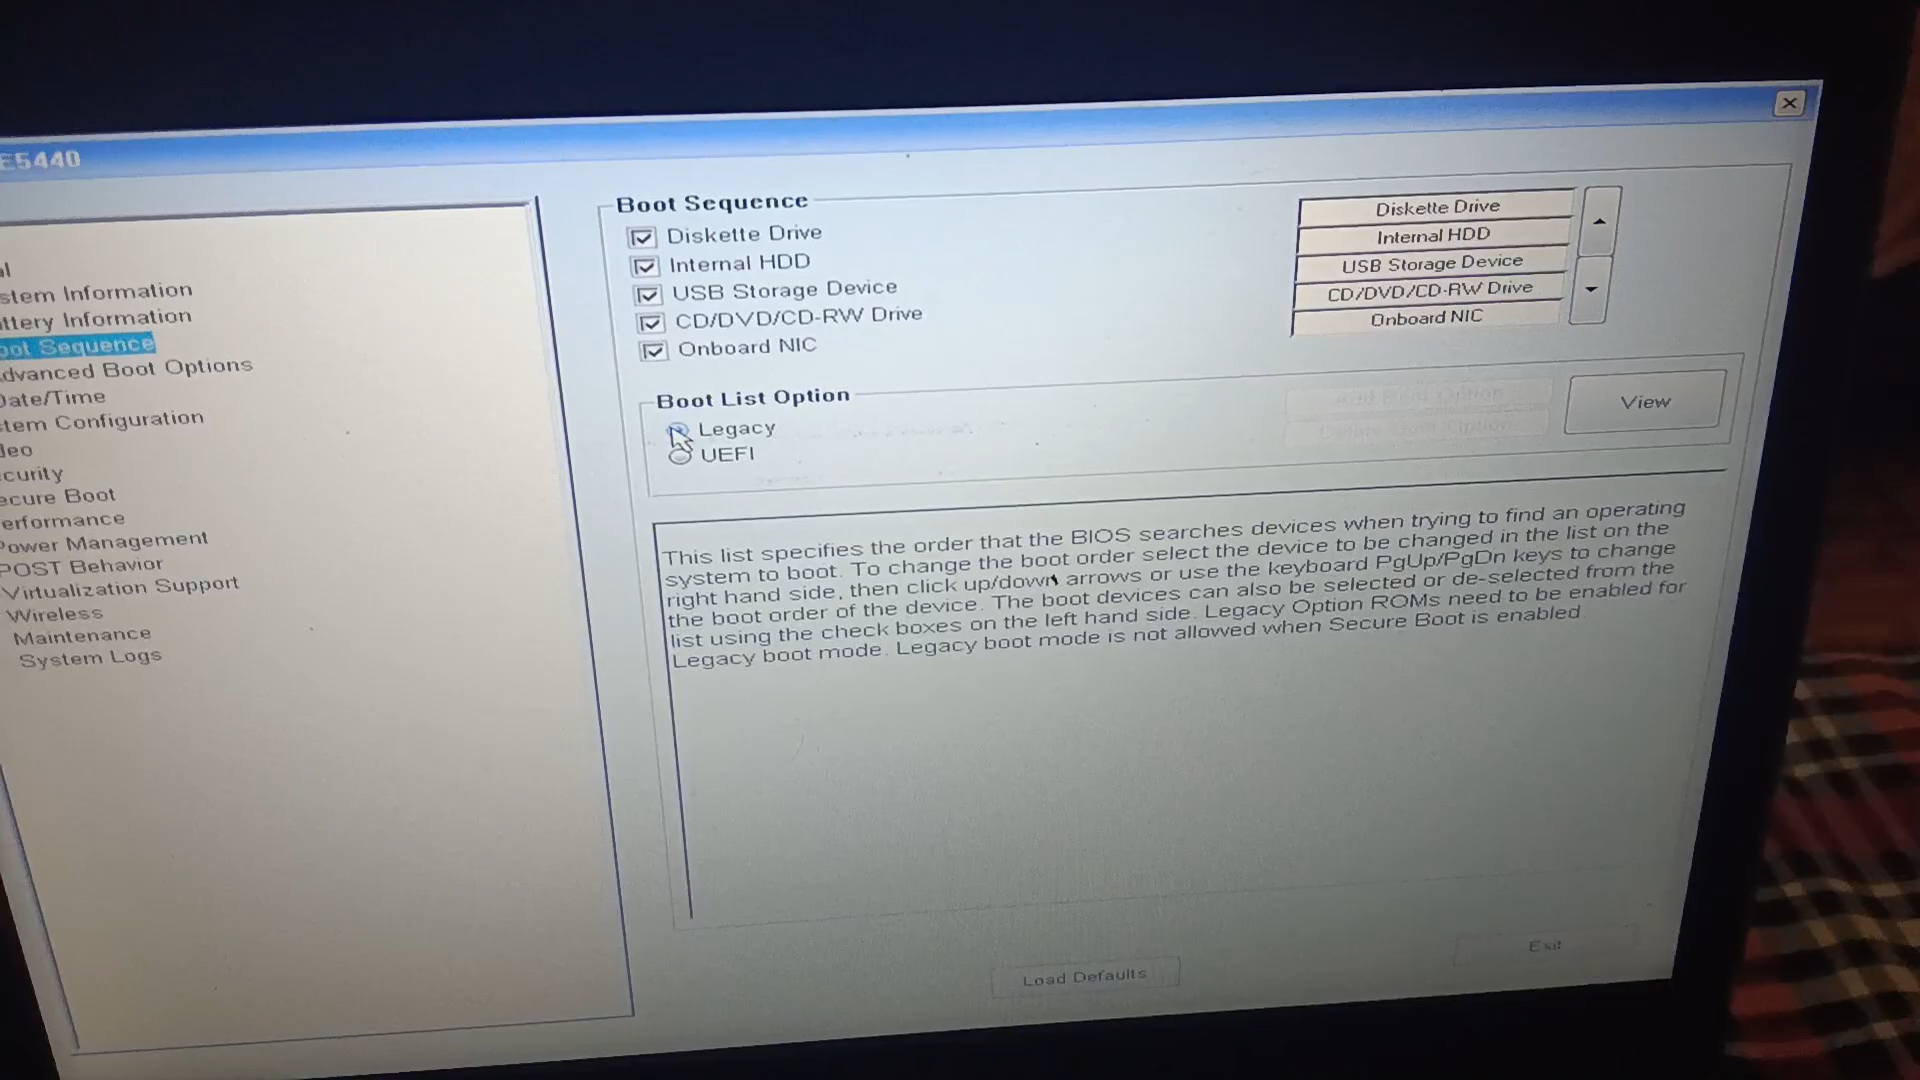 E5440
stem Information
ttery Information
oot Sequence
dvanced Boot Options
Date/Time
tem Configuration
deo
curity
ecure Boot
erformance
Power Management
POST Behavior
Virtualization Support
Wireless
Maintenance
System Logs
Boot Sequence
Diskette Drive
Internal HDD
USB Storage Device
CD/DVD/CD-RW Drive
Onboard NIC
Diskette Drive
Internal HDD
USB Storage Device
CD/DVD/CD-RW Drive
Onboard NIC
Boot List Option
Legacy
UEFI
Add Boot Option
Delete Boot Option
View
This list specifies the order that the BIOS searches devices when trying to find an operating
system to boot. To change the boot order select the device to be changed in the list on the
right hand side, then click up/down arrows or use the keyboard PgUp/PgDn keys to change
the boot order of the device. The boot devices can also be selected or de-selected from the
list using the check boxes on the left hand side. Legacy Option ROMs need to be enabled for
Legacy boot mode. Legacy boot mode is not allowed when Secure Boot is enabled.
Load Defaults
Exit